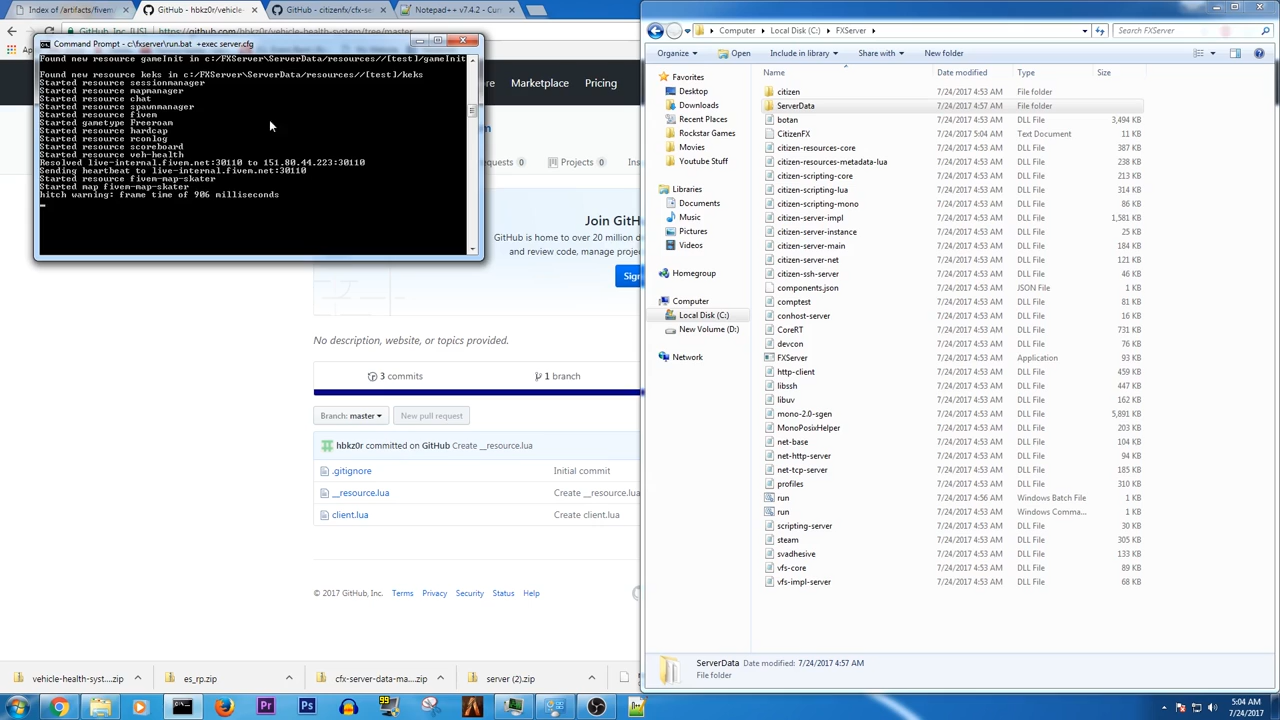 Index of /artifacts/fivem
GitHub - hbkz0r/vehicle-
GitHub - citizenfx/cfx-se
Notepad++ v7.4.2 - Curr
Command Prompt - c:\fxserver\run.bat +exec server.cfg
Found new resource gameInit in c:/FXServer\ServerData/resources//[test]/gameInit
Found new resource keks in c:/FXServer\ServerData/resources//[test]/keks
Started resource sessionmanager
Started resource mapmanager
Started resource chat
Started resource spawnmanager
Started resource fivem
Started gametype Freeroam
Started resource hardcap
Started resource rconlog
Started resource scoreboard
Started resource veh-health
Resolved live-internal.fivem.net:30110 to 151.80.44.223:30110
Sending heartbeat to live-internal.fivem.net:30110
Started resource fivem-map-skater
Started map fivem-map-skater
hitch warning: frame time of 906 milliseconds
Marketplace
Pricing
Projects 0
Join GitH
GitHub is home to over 20 million d
and review code, manage projec
Sign
No description, website, or topics provided.
3 commits
1 branch
Branch: master
New pull request
hbkz0r committed on GitHub Create __resource.lua
.gitignore
Initial commit
__resource.lua
Create __resource.lua
client.lua
Create client.lua
© 2017 GitHub, Inc.
Terms
Privacy
Security
Status
Help
vehicle-health-syst....zip
es_rp.zip
cfx-server-data-ma....zip
server (2).zip
Computer
Local Disk (C:)
FXServer
Search FXServer
Organize
Open
Include in library
Share with
New folder
Favorites
Desktop
Downloads
Recent Places
Rockstar Games
Movies
Youtube Stuff
Libraries
Documents
Music
Pictures
Videos
Homegroup
Computer
Local Disk (C:)
New Volume (D:)
Network
Name Date modified Type Size
citizen 7/24/2017 4:53 AM File folder
ServerData 7/24/2017 4:57 AM File folder
botan 7/24/2017 4:53 AM DLL File 3,494 KB
CitizenFX 7/24/2017 5:04 AM Text Document 11 KB
citizen-resources-core 7/24/2017 4:53 AM DLL File 387 KB
citizen-resources-metadata-lua 7/24/2017 4:53 AM DLL File 238 KB
citizen-scripting-core 7/24/2017 4:53 AM DLL File 237 KB
citizen-scripting-lua 7/24/2017 4:53 AM DLL File 314 KB
citizen-scripting-mono 7/24/2017 4:53 AM DLL File 86 KB
citizen-server-impl 7/24/2017 4:53 AM DLL File 1,581 KB
citizen-server-instance 7/24/2017 4:53 AM DLL File 25 KB
citizen-server-main 7/24/2017 4:53 AM DLL File 184 KB
citizen-server-net 7/24/2017 4:53 AM DLL File 121 KB
citizen-ssh-server 7/24/2017 4:53 AM DLL File 46 KB
components.json 7/24/2017 4:53 AM JSON File 1 KB
comptest 7/24/2017 4:53 AM DLL File 81 KB
conhost-server 7/24/2017 4:53 AM DLL File 16 KB
CoreRT 7/24/2017 4:53 AM DLL File 731 KB
devcon 7/24/2017 4:53 AM DLL File 76 KB
FXServer 7/24/2017 4:53 AM Application 93 KB
http-client 7/24/2017 4:53 AM DLL File 459 KB
libssh 7/24/2017 4:53 AM DLL File 447 KB
libuv 7/24/2017 4:53 AM DLL File 162 KB
mono-2.0-sgen 7/24/2017 4:53 AM DLL File 5,891 KB
MonoPosixHelper 7/24/2017 4:53 AM DLL File 203 KB
net-base 7/24/2017 4:53 AM DLL File 104 KB
net-http-server 7/24/2017 4:53 AM DLL File 94 KB
net-tcp-server 7/24/2017 4:53 AM DLL File 185 KB
profiles 7/24/2017 4:53 AM DLL File 310 KB
run 7/24/2017 4:56 AM Windows Batch File 1 KB
run 7/24/2017 4:53 AM Windows Comma... 1 KB
scripting-server 7/24/2017 4:53 AM DLL File 30 KB
steam 7/24/2017 4:53 AM DLL File 305 KB
svadhesive 7/24/2017 4:53 AM DLL File 133 KB
vfs-core 7/24/2017 4:53 AM DLL File 89 KB
vfs-impl-server 7/24/2017 4:53 AM DLL File 68 KB
ServerData Date modified: 7/24/2017 4:57 AM
File folder
5:04 AM
7/24/2017